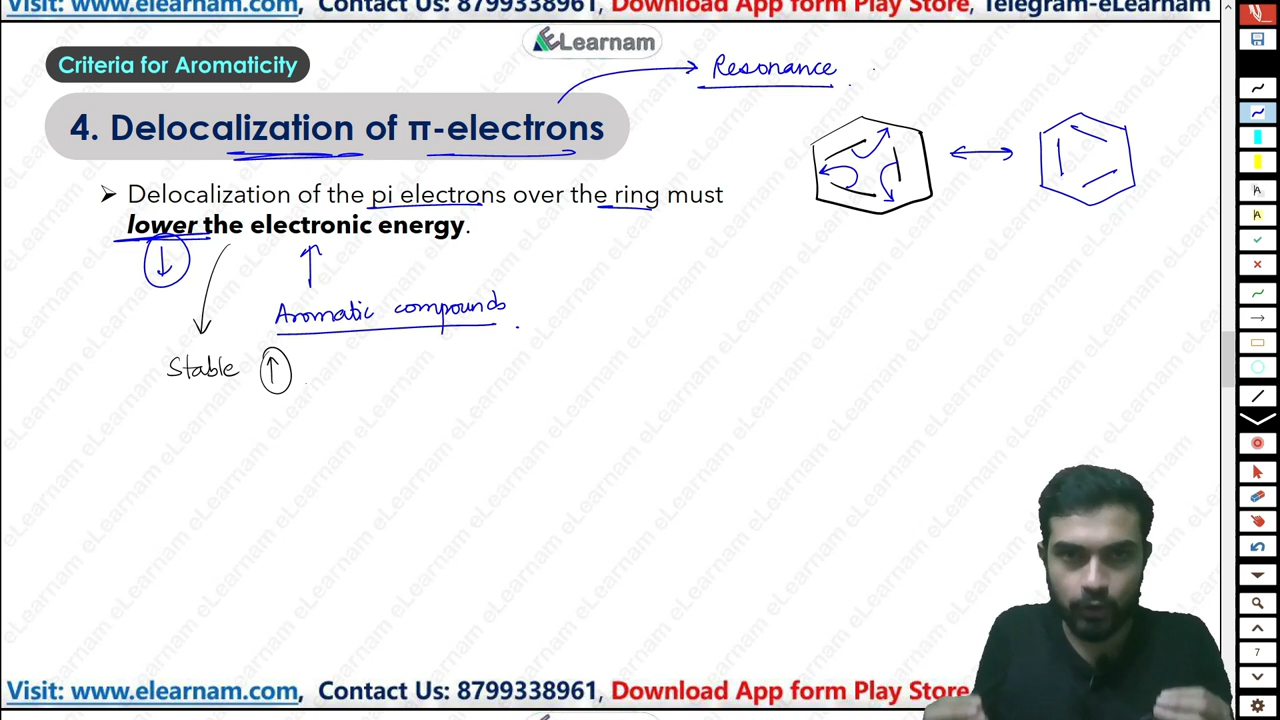 Visit: www.elearnam.com, Contact Us: 8799338961, Download App form Play Store, Telegram-eLearnam
ELearnam
Criteria for Aromaticity
Resonance
4. Delocalization of π-electrons
➢ Delocalization of the pi electrons over the ring must
lower the electronic energy.
↓
Aromatic compounds.
Stable ↑
7
Visit: www.elearnam.com, Contact Us: 8799338961, Download App form Play Store